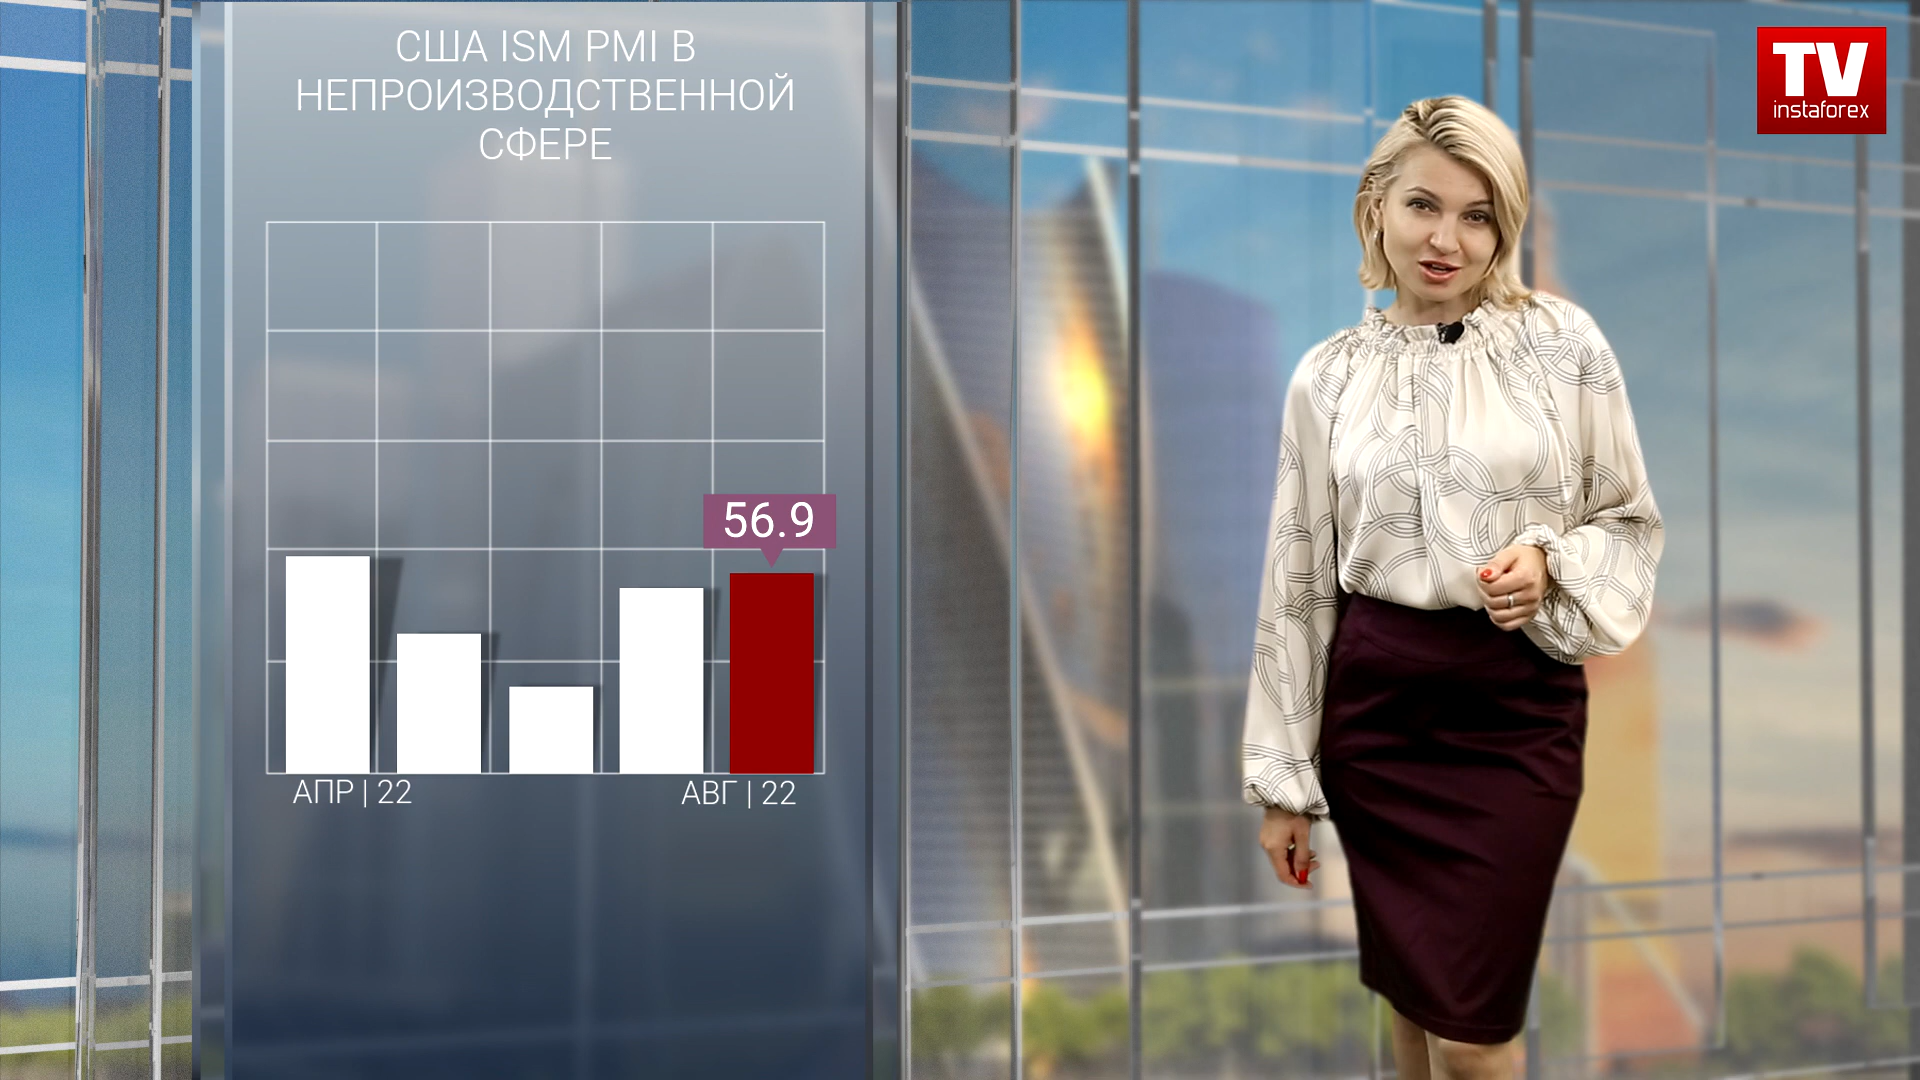 США ISM PMI В
НЕПРОИЗВОДСТВЕННОЙ
СФЕРЕ
TV
instaforex
56.9
АПР | 22
АВГ | 22